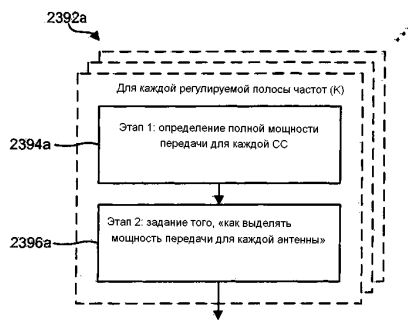 2392a
Для каждой регулируемой полосы частот (K)
Этап 1: определение полной мощности
передачи для каждой CC
2394a
Этап 2: задание того, «как выделять
мощность передачи для каждой антенны»
2396a